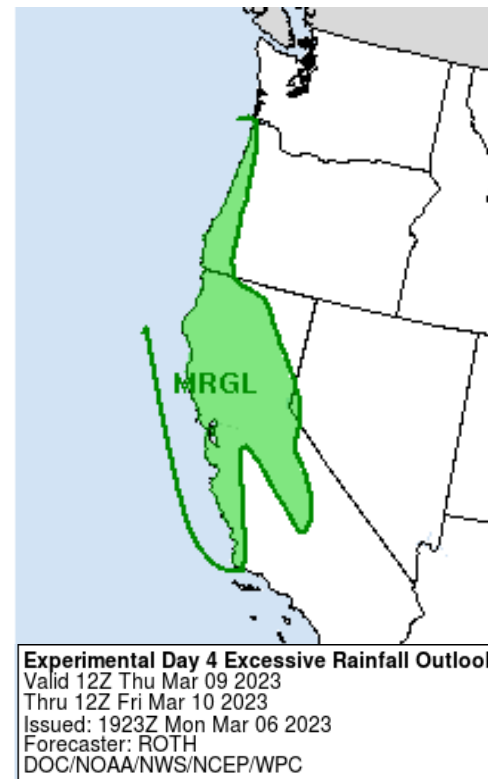 MRGL
Experimental Day 4 Excessive Rainfall Outlook
Valid 12Z Thu Mar 09 2023
Thru 12Z Fri Mar 10 2023
Issued: 1923Z Mon Mar 06 2023
Forecaster: ROTH
DOC/NOAA/NWS/NCEP/WPC